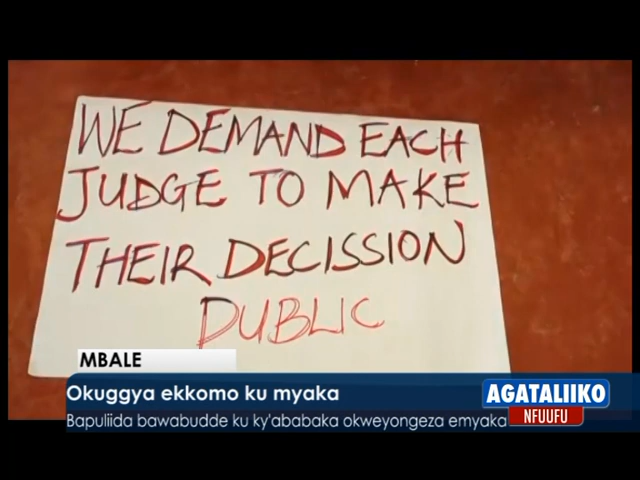 WE DEMAND EACH
JUDGE TO MAKE
THEIR DECISSION
PUBLIC
MBALE
Okuggya ekkomo ku myaka
Bapuliida bawabudde ku ky'ababaka okweyongeza emyaka
AGATALIIKO
NFUUFU